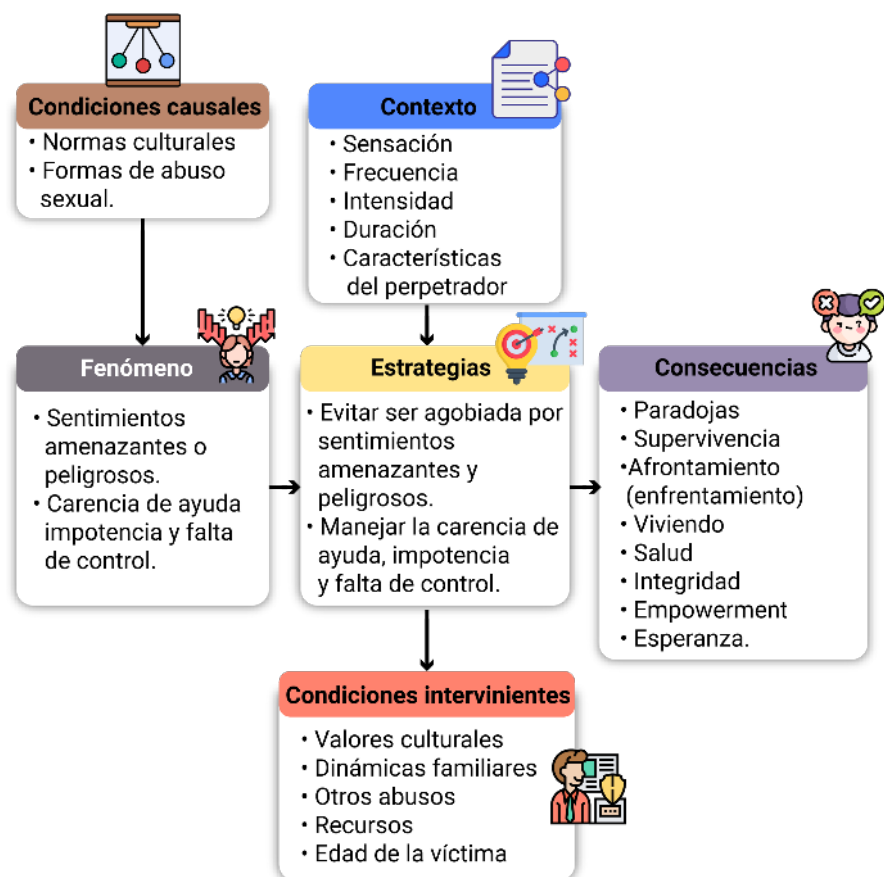 Condiciones causales
• Normas culturales
• Formas de abuso
sexual.
Contexto
• Sensación
• Frecuencia
• Intensidad
• Duración
• Características
del perpetrador
Fenómeno
• Sentimientos
amenazantes o
peligrosos.
• Carencia de ayuda
impotencia y falta
de control.
Estrategias
• Evitar ser agobiada por
sentimientos
amenazantes y
peligrosos.
• Manejar la carencia de
ayuda, impotencia
y falta de control.
Consecuencias
• Paradojas
• Supervivencia
•Afrontamiento
(enfrentamiento)
• Viviendo
• Salud
• Integridad
• Empowerment
• Esperanza.
Condiciones intervinientes
• Valores culturales
• Dinámicas familiares
• Otros abusos
• Recursos
• Edad de la víctima